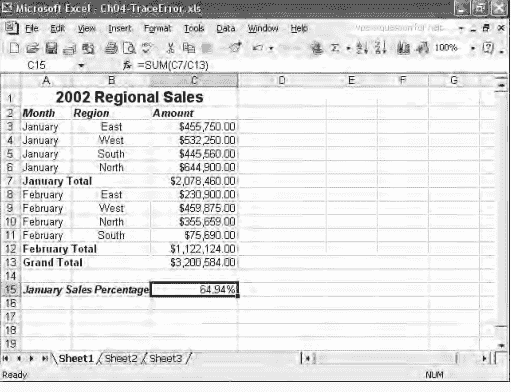 Microsoft Excel - Ch04-TraceError.xls
File Edit View Insert Format Tools Data Window Help
100%
C15 fx =SUM(C7/C13)
A B C D E F G
1 2002 Regional Sales
2 Month Region Amount
3 January East $455,750.00
4 January West $532,250.00
5 January South $445,560.00
6 January North $644,900.00
7 January Total $2,078,460.00
8 February East $230,900.00
9 February West $459,875.00
10 February North $355,659.00
11 February South $75,690.00
12 February Total $1,122,124.00
13 Grand Total $3,200,584.00
14
15 January Sales Percentage 64.94%
16
17
18
19
Sheet1 Sheet2 Sheet3
Ready NUM